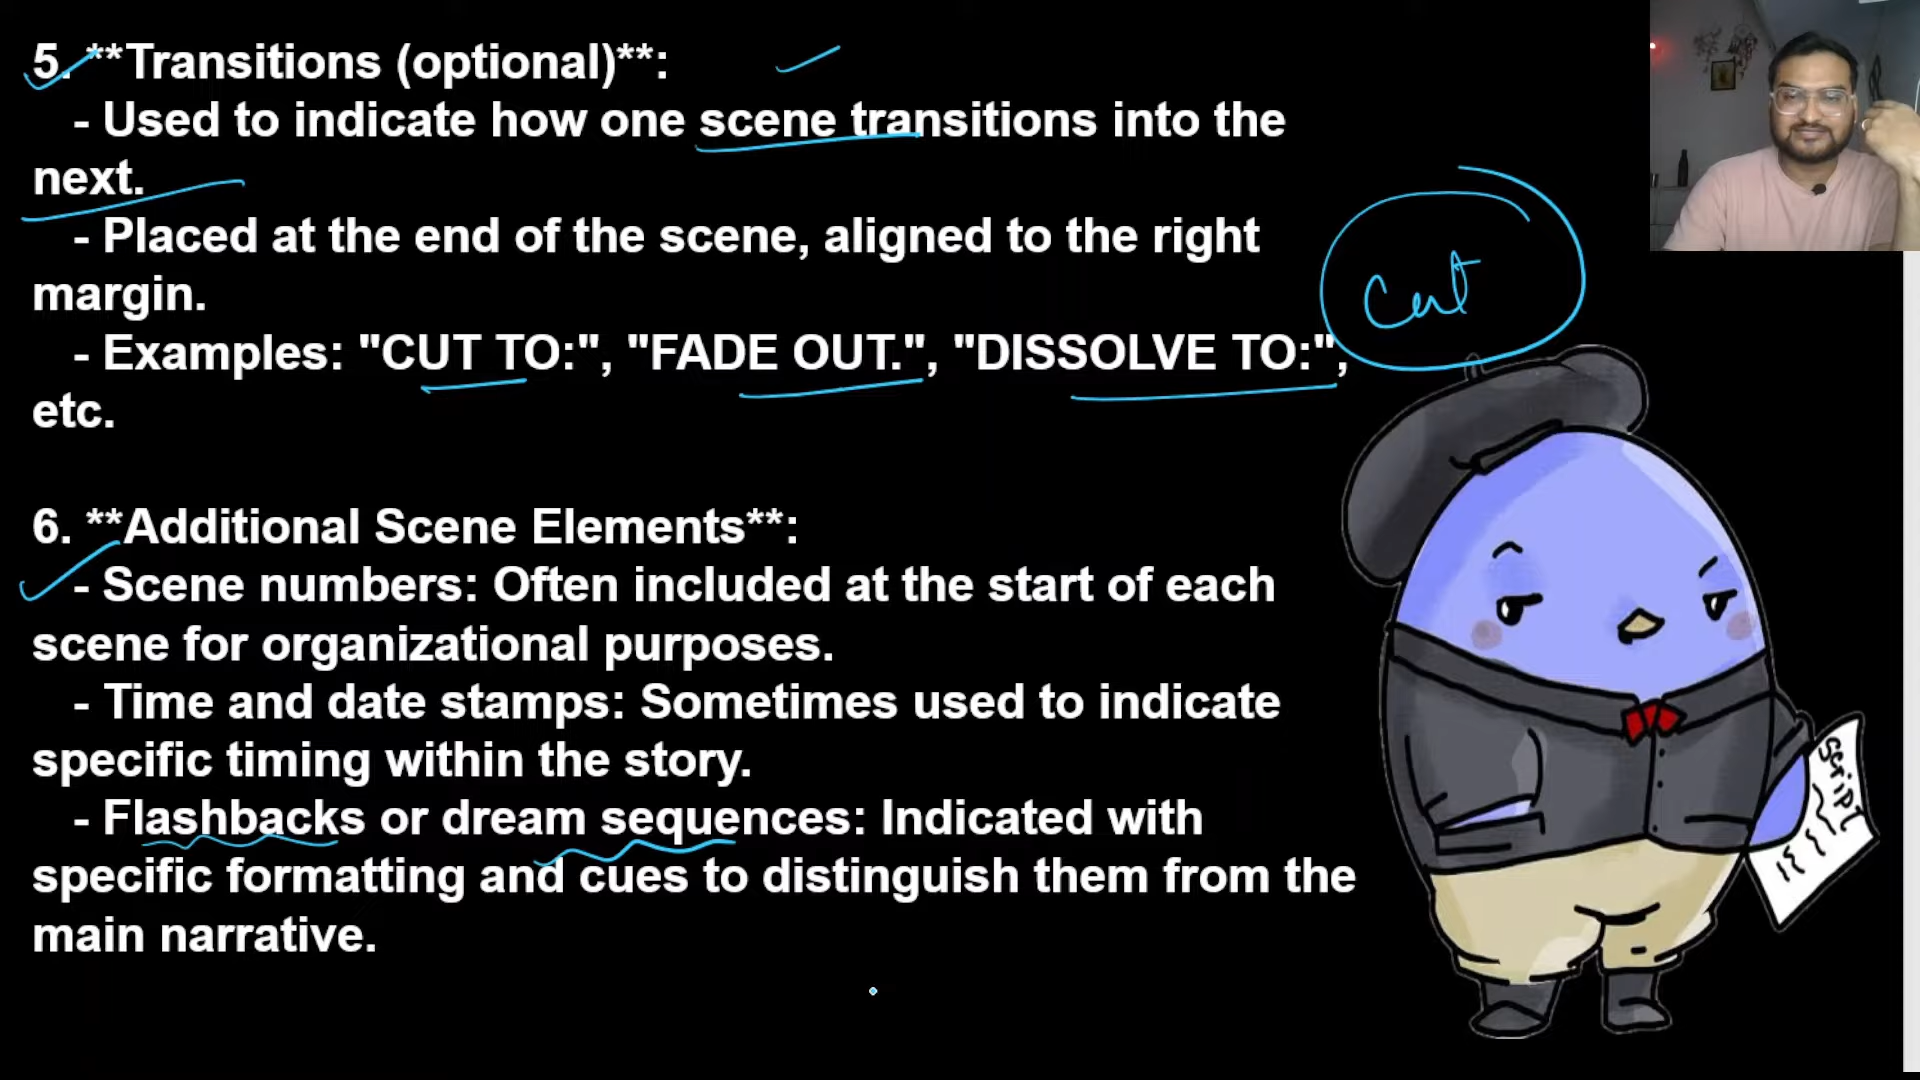 5. **Transitions (optional)**:
- Used to indicate how one scene transitions into the
next.
- Placed at the end of the scene, aligned to the right
margin.
- Examples: "CUT TO:", "FADE OUT.", "DISSOLVE TO:",
etc.
Cut
6. **Additional Scene Elements**:
- Scene numbers: Often included at the start of each
scene for organizational purposes.
- Time and date stamps: Sometimes used to indicate
specific timing within the story.
- Flashbacks or dream sequences: Indicated with
specific formatting and cues to distinguish them from the
main narrative.
Script